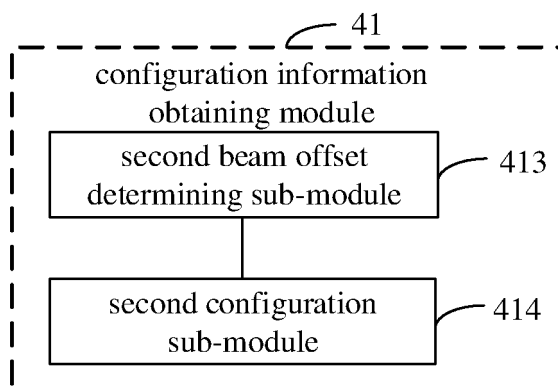 41
configuration information
obtaining module
second beam offset
determining sub-module
413
second configuration
sub-module
414